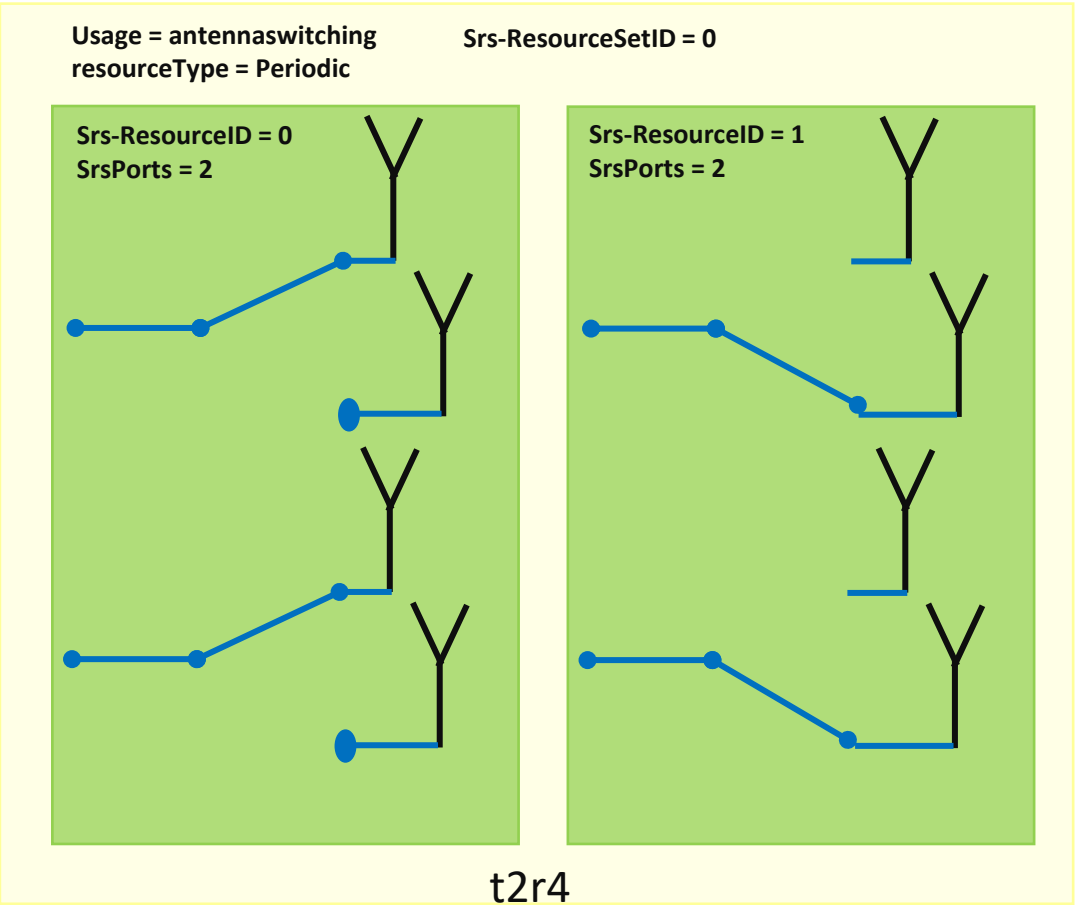 Usage = antennaswitching
resourceType = Periodic
Srs-ResourceSetID = 0
Srs-ResourceID = 0
SrsPorts = 2
Srs-ResourceID = 1
SrsPorts = 2
t2r4